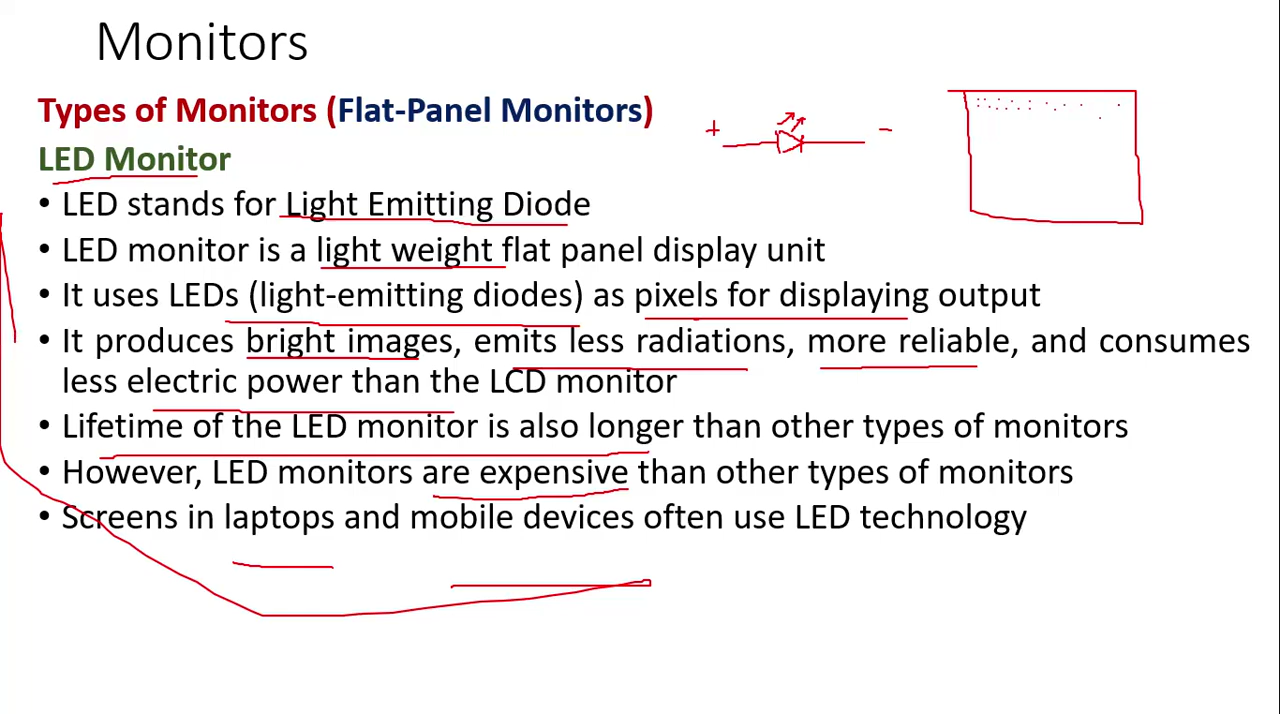 Monitors
Types of Monitors (Flat-Panel Monitors)
LED Monitor
• LED stands for Light Emitting Diode
• LED monitor is a light weight flat panel display unit
• It uses LEDs (light-emitting diodes) as pixels for displaying output
• It produces bright images, emits less radiations, more reliable, and consumes
less electric power than the LCD monitor
• Lifetime of the LED monitor is also longer than other types of monitors
• However, LED monitors are expensive than other types of monitors
• Screens in laptops and mobile devices often use LED technology
+ -